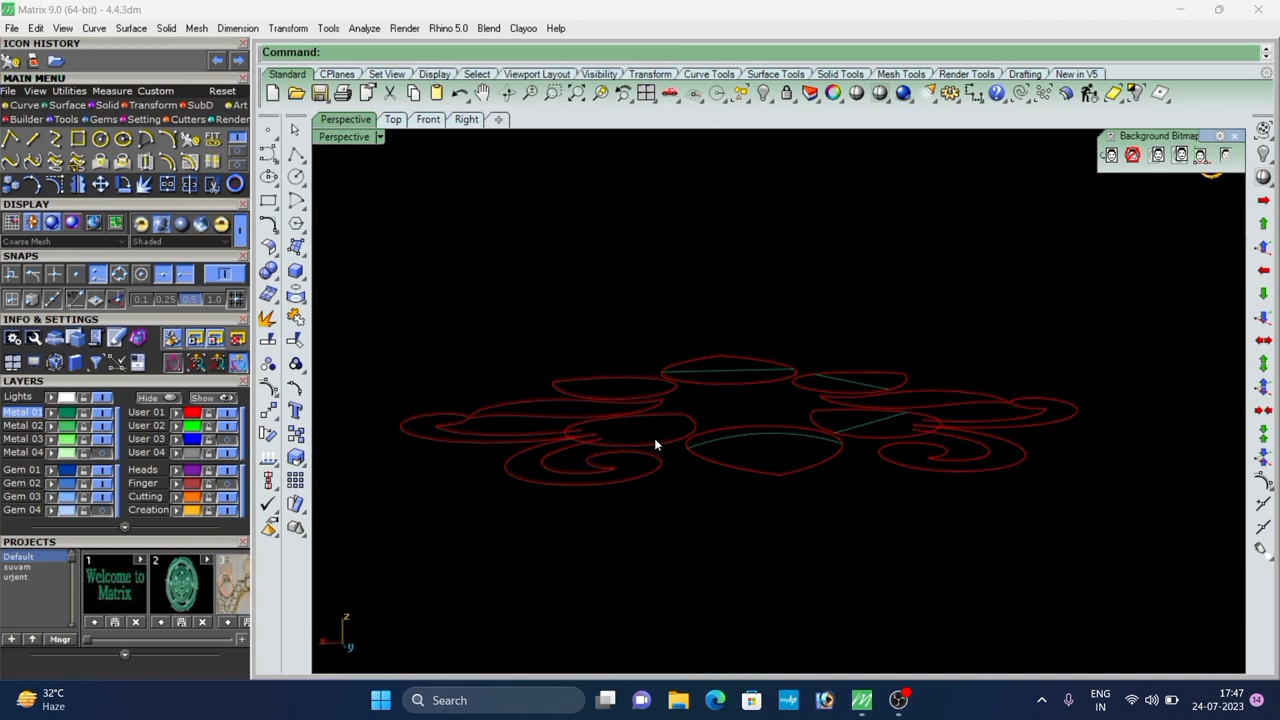 Matrix 9.0 (64-bit) - 4.4.3dm
File Edit View Curve Surface Solid Mesh Dimension Transform Tools Analyze Render Rhino 5.0 Blend Clayoo Help
ICON HISTORY
Command:
MAIN MENU
File View Utilities Measure Custom Reset
Curve Surface Solid Transform SubD Art
Builder Tools Gems Setting Cutters Render
Standard CPlanes Set View Display Select Viewport Layout Visibility Transform Curve Tools Surface Tools Solid Tools Mesh Tools Render Tools Drafting New in V5
Perspective Top Front Right
Perspective
Background Bitmap
FIT
DISPLAY
Coarse Mesh Shaded
SNAPS
0.1 0.25 0.5 1.0
INFO & SETTINGS
LAYERS
Lights Hide Show
Metal 01 User 01
Metal 02 User 02
Metal 03 User 03
Metal 04 User 04
Gem 01 Heads
Gem 02 Finger
Gem 03 Cutting
Gem 04 Creation
PROJECTS
Default
suvam
urjent
1 2 3
Welcome to Matrix
Mngr
z
x
y
32°C
Haze
Search
ENG
IN
17:47
24-07-2023
14